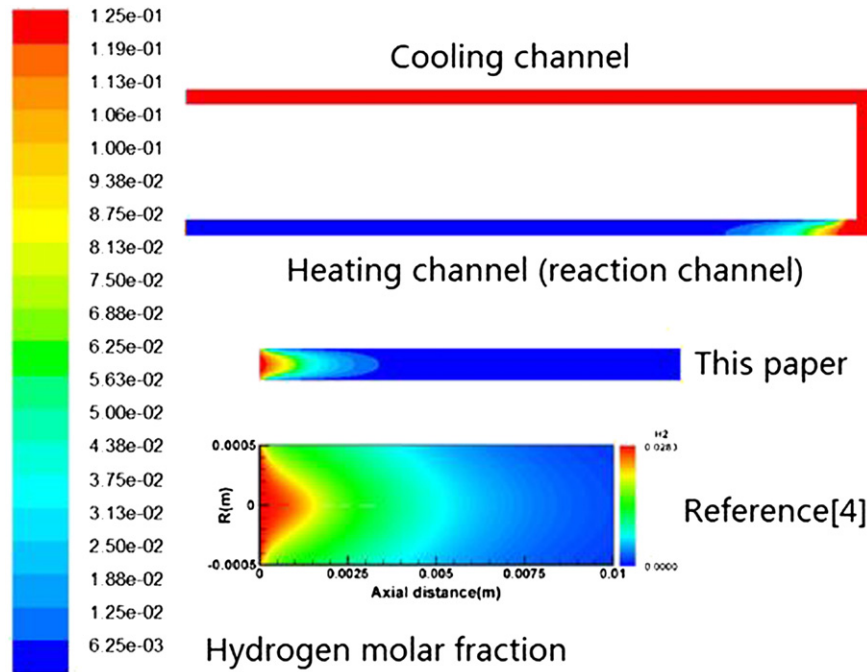 1.25e-01
1.19e-01
1.13e-01
1.06e-01
1.00e-01
9.38e-02
8.75e-02
8.13e-02
7.50e-02
6.88e-02
6.25e-02
5.63e-02
5.00e-02
4.38e-02
3.75e-02
3.13e-02
2.50e-02
1.88e-02
1.25e-02
6.25e-03
Cooling channel
Heating channel (reaction channel)
This paper
H2
0.0283
0.0000
Reference[4]
R(m)
0.0005
0
-0.0005
0
0.0025
0.005
0.0075
0.01
Axial distance(m)
Hydrogen molar fraction